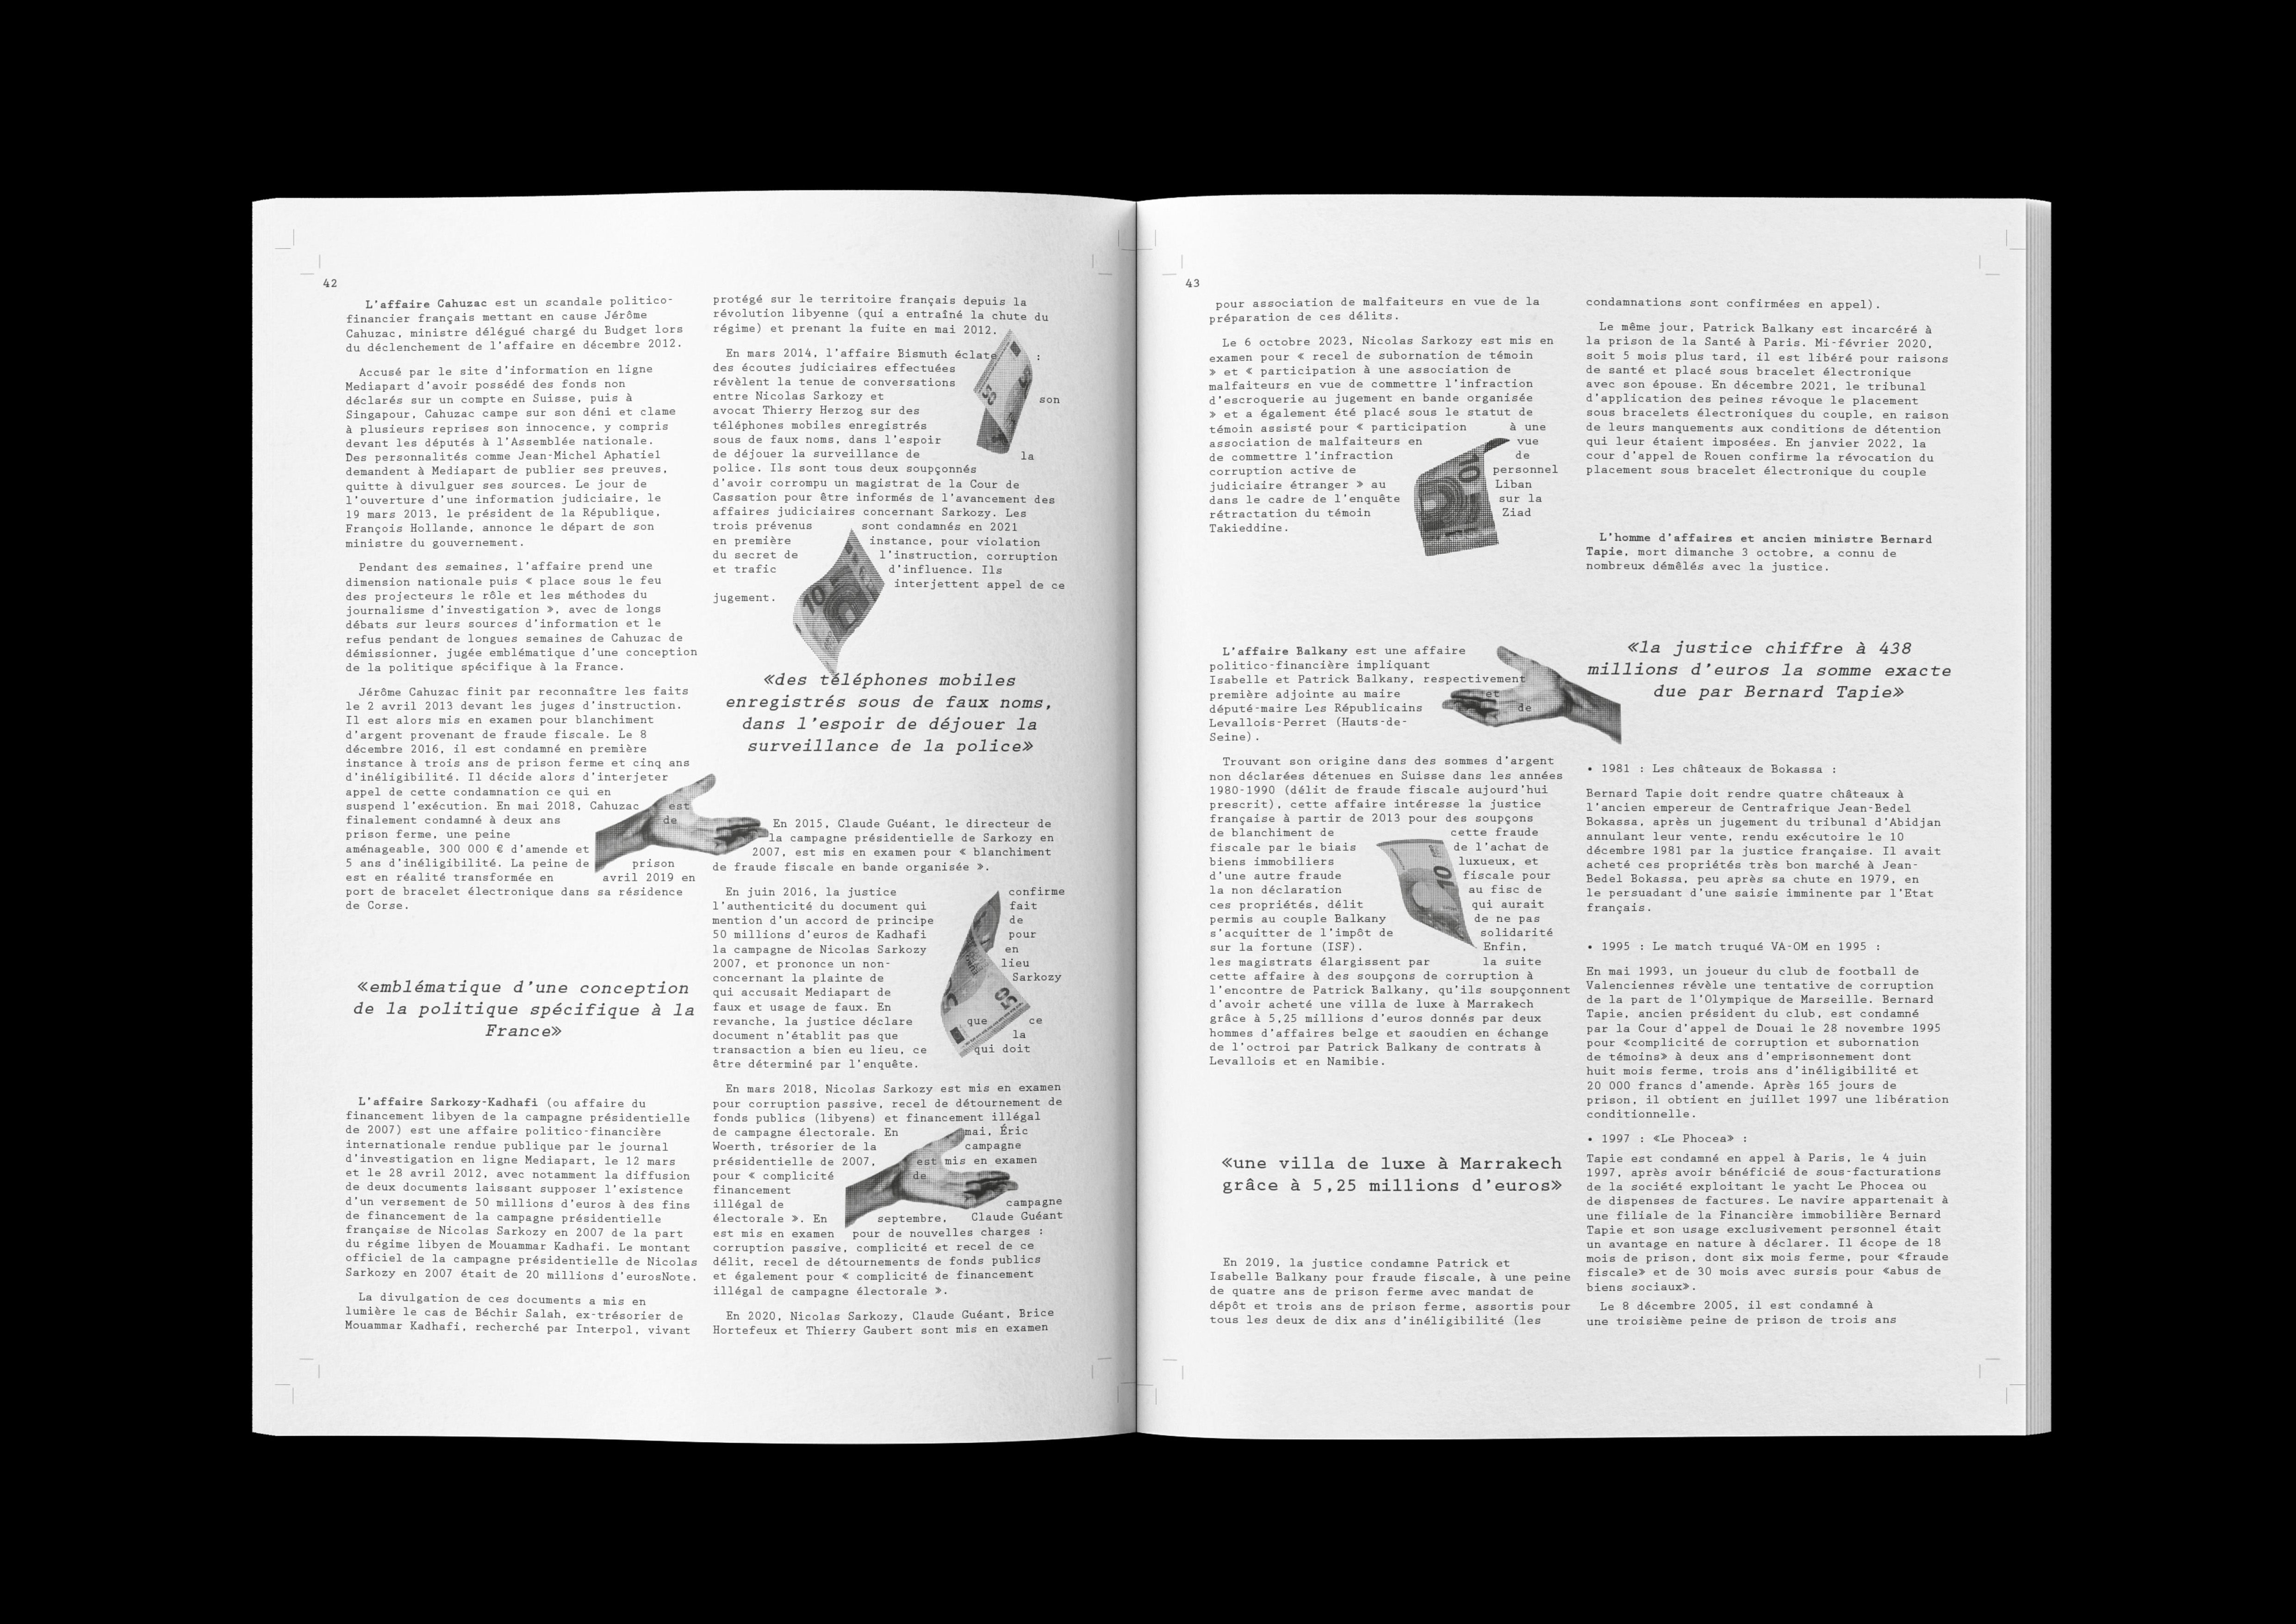 42
L'affaire Cahuzac est un scandale politico-
financier français mettant en cause Jérôme
Cahuzac, ministre délégué chargé du Budget lors
du déclenchement de l'affaire en décembre 2012.
Accusé par le site d'information en ligne
Mediapart d'avoir possédé des fonds non
déclarés sur un compte en Suisse, puis à
Singapour, Cahuzac campe sur son déni et clame
à plusieurs reprises son innocence, y compris
devant les députés à l'Assemblée nationale.
Des personnalités comme Jean-Michel Aphatiel
demandent à Mediapart de publier ses preuves,
quitte à divulguer ses sources. Le jour de
l'ouverture d'une information judiciaire, le
19 mars 2013, le président de la République,
François Hollande, annonce le départ de son
ministre du gouvernement.
Pendant des semaines, l'affaire prend une
dimension nationale puis « place sous le feu
des projecteurs le rôle et les méthodes du
journalisme d'investigation », avec de longs
débats sur leurs sources d'information et le
refus pendant de longues semaines de Cahuzac de
démissionner, jugée emblématique d'une conception
de la politique spécifique à la France.
Jérôme Cahuzac finit par reconnaître les faits
le 2 avril 2013 devant les juges d'instruction.
Il est alors mis en examen pour blanchiment
d'argent provenant de fraude fiscale. Le 8
décembre 2016, il est condamné en première
instance à trois ans de prison ferme et cinq ans
d'inéligibilité. Il décide alors d'interjeter
appel de cette condamnation ce qui en
suspend l'exécution. En mai 2018, Cahuzac est
finalement condamné à deux ans de
prison ferme, une peine
aménageable, 300 000 € d'amende et
5 ans d'inéligibilité. La peine de prison
est en réalité transformée en avril 2019 en
port de bracelet électronique dans sa résidence
de Corse.
«emblématique d'une conception
de la politique spécifique à la
France»
L'affaire Sarkozy-Kadhafi (ou affaire du
financement libyen de la campagne présidentielle
de 2007) est une affaire politico-financière
internationale rendue publique par le journal
d'investigation en ligne Mediapart, le 12 mars
et le 28 avril 2012, avec notamment la diffusion
de deux documents laissant supposer l'existence
d'un versement de 50 millions d'euros à des fins
de financement de la campagne présidentielle
française de Nicolas Sarkozy en 2007 de la part
du régime libyen de Mouammar Kadhafi. Le montant
officiel de la campagne présidentielle de Nicolas
Sarkozy en 2007 était de 20 millions d'eurosNote.
La divulgation de ces documents a mis en
lumière le cas de Béchir Salah, ex-trésorier de
Mouammar Kadhafi, recherché par Interpol, vivant
protégé sur le territoire français depuis la
révolution libyenne (qui a entraîné la chute du
régime) et prenant la fuite en mai 2012.
En mars 2014, l'affaire Bismuth éclate :
des écoutes judiciaires effectuées
révèlent la tenue de conversations
entre Nicolas Sarkozy et son
avocat Thierry Herzog sur des
téléphones mobiles enregistrés
sous de faux noms, dans l'espoir
de déjouer la surveillance de la
police. Ils sont tous deux soupçonnés
d'avoir corrompu un magistrat de la Cour de
Cassation pour être informés de l'avancement des
affaires judiciaires concernant Sarkozy. Les
trois prévenus sont condamnés en 2021
en première instance, pour violation
du secret de l'instruction, corruption
et trafic d'influence. Ils
interjettent appel de ce
jugement.
«des téléphones mobiles
enregistrés sous de faux noms,
dans l'espoir de déjouer la
surveillance de la police»
En 2015, Claude Guéant, le directeur de
la campagne présidentielle de Sarkozy en
2007, est mis en examen pour « blanchiment
de fraude fiscale en bande organisée ».
En juin 2016, la justice confirme
l'authenticité du document qui fait
mention d'un accord de principe de
50 millions d'euros de Kadhafi pour
la campagne de Nicolas Sarkozy en
2007, et prononce un non-lieu
concernant la plainte de Sarkozy
qui accusait Mediapart de
faux et usage de faux. En
revanche, la justice déclare que ce
document n'établit pas que la
transaction a bien eu lieu, ce qui doit
être déterminé par l'enquête.
En mars 2018, Nicolas Sarkozy est mis en examen
pour corruption passive, recel de détournement de
fonds publics (libyens) et financement illégal
de campagne électorale. En mai, Éric
Woerth, trésorier de la campagne
présidentielle de 2007, est mis en examen
pour « complicité de
financement
illégal de campagne
électorale ». En septembre, Claude Guéant
est mis en examen pour de nouvelles charges :
corruption passive, complicité et recel de ce
délit, recel de détournements de fonds publics
et également pour « complicité de financement
illégal de campagne électorale ».
En 2020, Nicolas Sarkozy, Claude Guéant, Brice
Hortefeux et Thierry Gaubert sont mis en examen
43
pour association de malfaiteurs en vue de la
préparation de ces délits.
Le 6 octobre 2023, Nicolas Sarkozy est mis en
examen pour « recel de subornation de témoin
» et « participation à une association de
malfaiteurs en vue de commettre l'infraction
d'escroquerie au jugement en bande organisée
» et a également été placé sous le statut de
témoin assisté pour « participation à une
association de malfaiteurs en vue
de commettre l'infraction de
corruption active de personnel
judiciaire étranger » au Liban
dans le cadre de l'enquête sur la
rétractation du témoin Ziad
Takieddine.
L'affaire Balkany est une affaire
politico-financière impliquant
Isabelle et Patrick Balkany, respectivement
première adjointe au maire et
député-maire Les Républicains de
Levallois-Perret (Hauts-de-
Seine).
Trouvant son origine dans des sommes d'argent
non déclarées détenues en Suisse dans les années
1980-1990 (délit de fraude fiscale aujourd'hui
prescrit), cette affaire intéresse la justice
française à partir de 2013 pour des soupçons
de blanchiment de cette fraude
fiscale par le biais de l'achat de
biens immobiliers luxueux, et
d'une autre fraude fiscale pour
la non déclaration au fisc de
ces propriétés, délit qui aurait
permis au couple Balkany de ne pas
s'acquitter de l'impôt de solidarité
sur la fortune (ISF). Enfin,
les magistrats élargissent par la suite
cette affaire à des soupçons de corruption à
l'encontre de Patrick Balkany, qu'ils soupçonnent
d'avoir acheté une villa de luxe à Marrakech
grâce à 5,25 millions d'euros donnés par deux
hommes d'affaires belge et saoudien en échange
de l'octroi par Patrick Balkany de contrats à
Levallois et en Namibie.
«une villa de luxe à Marrakech
grâce à 5,25 millions d'euros»
En 2019, la justice condamne Patrick et
Isabelle Balkany pour fraude fiscale, à une peine
de quatre ans de prison ferme avec mandat de
dépôt et trois ans de prison ferme, assortis pour
tous les deux de dix ans d'inéligibilité (les
condamnations sont confirmées en appel).
Le même jour, Patrick Balkany est incarcéré à
la prison de la Santé à Paris. Mi-février 2020,
soit 5 mois plus tard, il est libéré pour raisons
de santé et placé sous bracelet électronique
avec son épouse. En décembre 2021, le tribunal
d'application des peines révoque le placement
sous bracelets électroniques du couple, en raison
de leurs manquements aux conditions de détention
qui leur étaient imposées. En janvier 2022, la
cour d'appel de Rouen confirme la révocation du
placement sous bracelet électronique du couple
L'homme d'affaires et ancien ministre Bernard
Tapie, mort dimanche 3 octobre, a connu de
nombreux démêlés avec la justice.
«la justice chiffre à 438
millions d'euros la somme exacte
due par Bernard Tapie»
• 1981 : Les châteaux de Bokassa :
Bernard Tapie doit rendre quatre châteaux à
l'ancien empereur de Centrafrique Jean-Bedel
Bokassa, après un jugement du tribunal d'Abidjan
annulant leur vente, rendu exécutoire le 10
décembre 1981 par la justice française. Il avait
acheté ces propriétés très bon marché à Jean-
Bedel Bokassa, peu après sa chute en 1979, en
le persuadant d'une saisie imminente par l'Etat
français.
• 1995 : Le match truqué VA-OM en 1995 :
En mai 1993, un joueur du club de football de
Valenciennes révèle une tentative de corruption
de la part de l'Olympique de Marseille. Bernard
Tapie, ancien président du club, est condamné
par la Cour d'appel de Douai le 28 novembre 1995
pour «complicité de corruption et subornation
de témoins» à deux ans d'emprisonnement dont
huit mois ferme, trois ans d'inéligibilité et
20 000 francs d'amende. Après 165 jours de
prison, il obtient en juillet 1997 une libération
conditionnelle.
• 1997 : «Le Phocea» :
Tapie est condamné en appel à Paris, le 4 juin
1997, après avoir bénéficié de sous-facturations
de la société exploitant le yacht Le Phocea ou
de dispenses de factures. Le navire appartenait à
une filiale de la Financière immobilière Bernard
Tapie et son usage exclusivement personnel était
un avantage en nature à déclarer. Il écope de 18
mois de prison, dont six mois ferme, pour «fraude
fiscale» et de 30 mois avec sursis pour «abus de
biens sociaux».
Le 8 décembre 2005, il est condamné à
une troisième peine de prison de trois ans